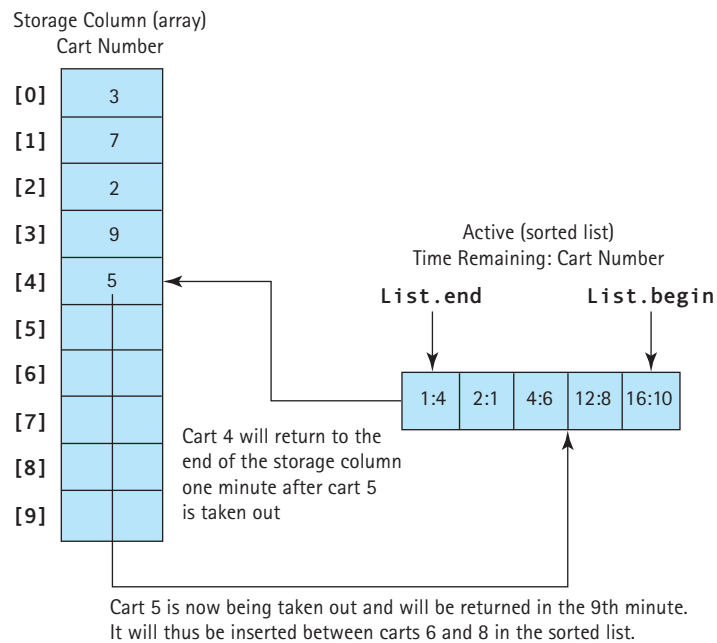 Storage Column (array)
Cart Number
[0] 3
[1] 7
[2] 2
[3] 9
[4] 5
[5]
[6]
[7]
[8]
[9]
Active (sorted list)
Time Remaining: Cart Number
List.end List.begin
1:4 2:1 4:6 12:8 16:10
Cart 4 will return to the
end of the storage column
one minute after cart 5
is taken out
Cart 5 is now being taken out and will be returned in the 9th minute.
It will thus be inserted between carts 6 and 8 in the sorted list.